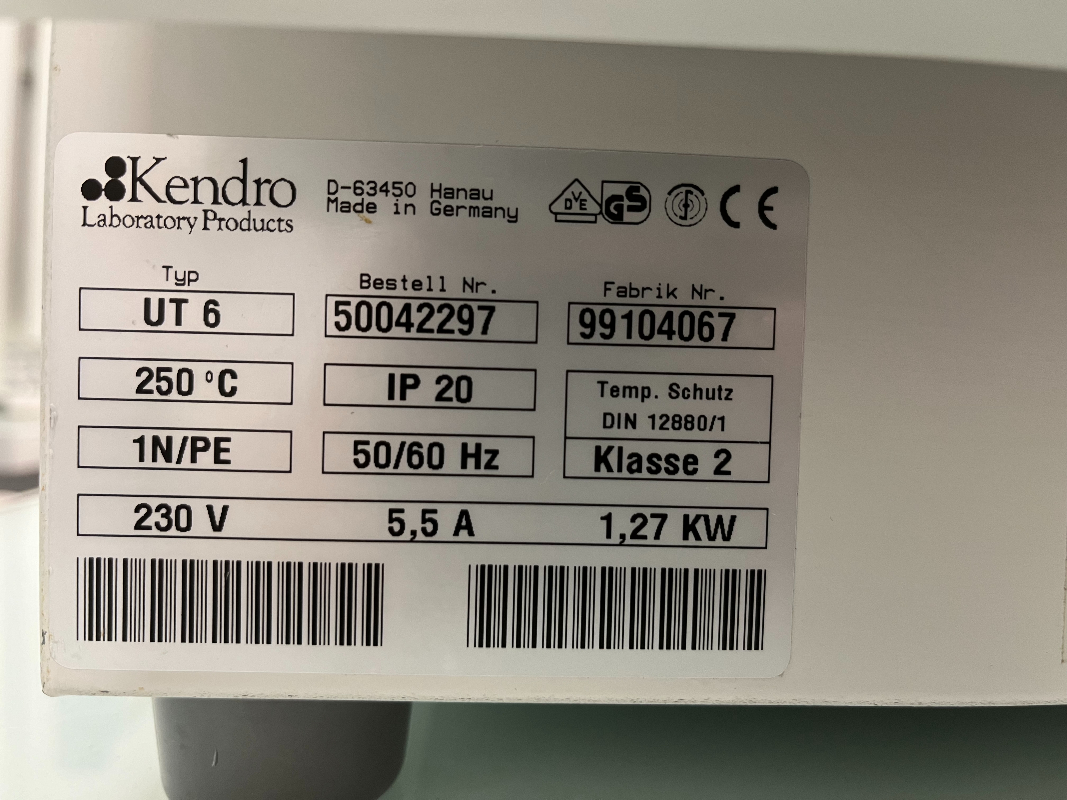 Kendro
Laboratory Products
D-63450 Hanau
Made in Germany
DVE GS CE
Typ
UT 6
Bestell Nr.
50042297
Fabrik Nr.
99104067
250 °C
IP 20
Temp. Schutz
DIN 12880/1
1N/PE
50/60 Hz
Klasse 2
230 V 5,5 A 1,27 KW